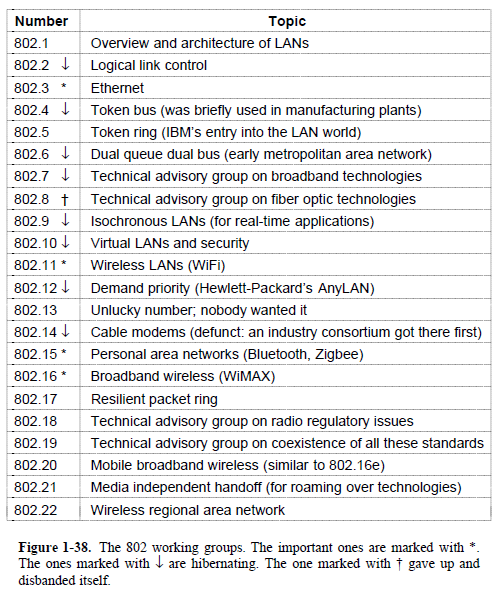 Number Topic
802.1 Overview and architecture of LANs
802.2 ↓ Logical link control
802.3 * Ethernet
802.4 ↓ Token bus (was briefly used in manufacturing plants)
802.5 Token ring (IBM's entry into the LAN world)
802.6 ↓ Dual queue dual bus (early metropolitan area network)
802.7 ↓ Technical advisory group on broadband technologies
802.8 † Technical advisory group on fiber optic technologies
802.9 ↓ Isochronous LANs (for real-time applications)
802.10 ↓ Virtual LANs and security
802.11 * Wireless LANs (WiFi)
802.12 ↓ Demand priority (Hewlett-Packard's AnyLAN)
802.13 Unlucky number; nobody wanted it
802.14 ↓ Cable modems (defunct: an industry consortium got there first)
802.15 * Personal area networks (Bluetooth, Zigbee)
802.16 * Broadband wireless (WiMAX)
802.17 Resilient packet ring
802.18 Technical advisory group on radio regulatory issues
802.19 Technical advisory group on coexistence of all these standards
802.20 Mobile broadband wireless (similar to 802.16e)
802.21 Media independent handoff (for roaming over technologies)
802.22 Wireless regional area network
Figure 1-38. The 802 working groups. The important ones are marked with *.
The ones marked with ↓ are hibernating. The one marked with † gave up and
disbanded itself.